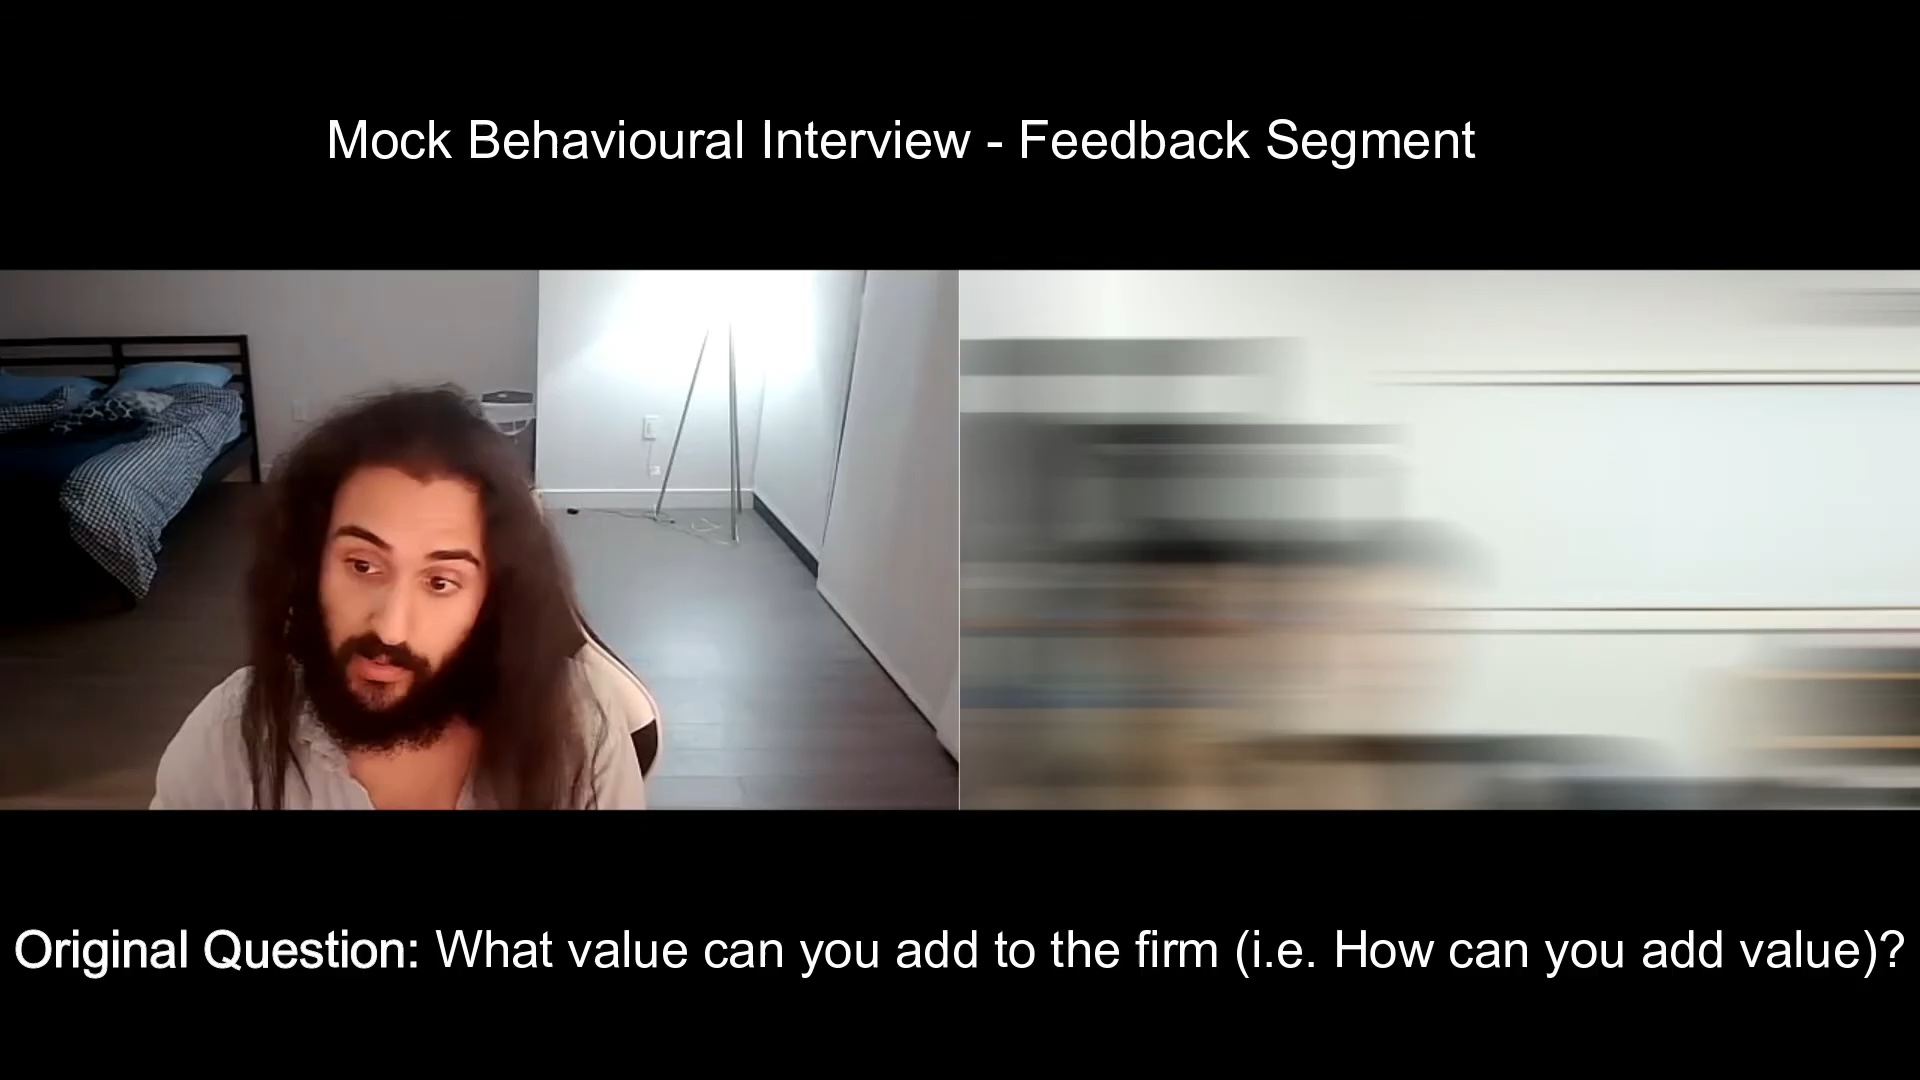 Mock Behavioural Interview - Feedback Segment
Original Question: What value can you add to the firm (i.e. How can you add value)?